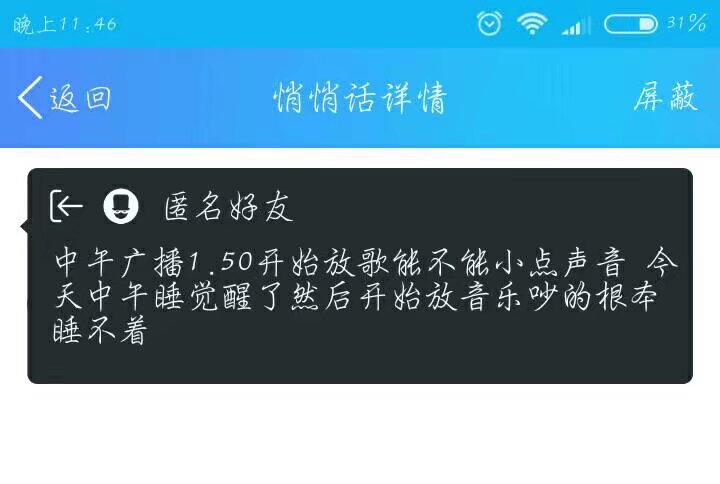 晚上11:46
31%
返回 悄悄话详情 屏蔽
匿名好友
中午广播1.50开始放歌能不能小点声音 今
天中午睡觉醒了然后开始放音乐吵的根本
睡不着